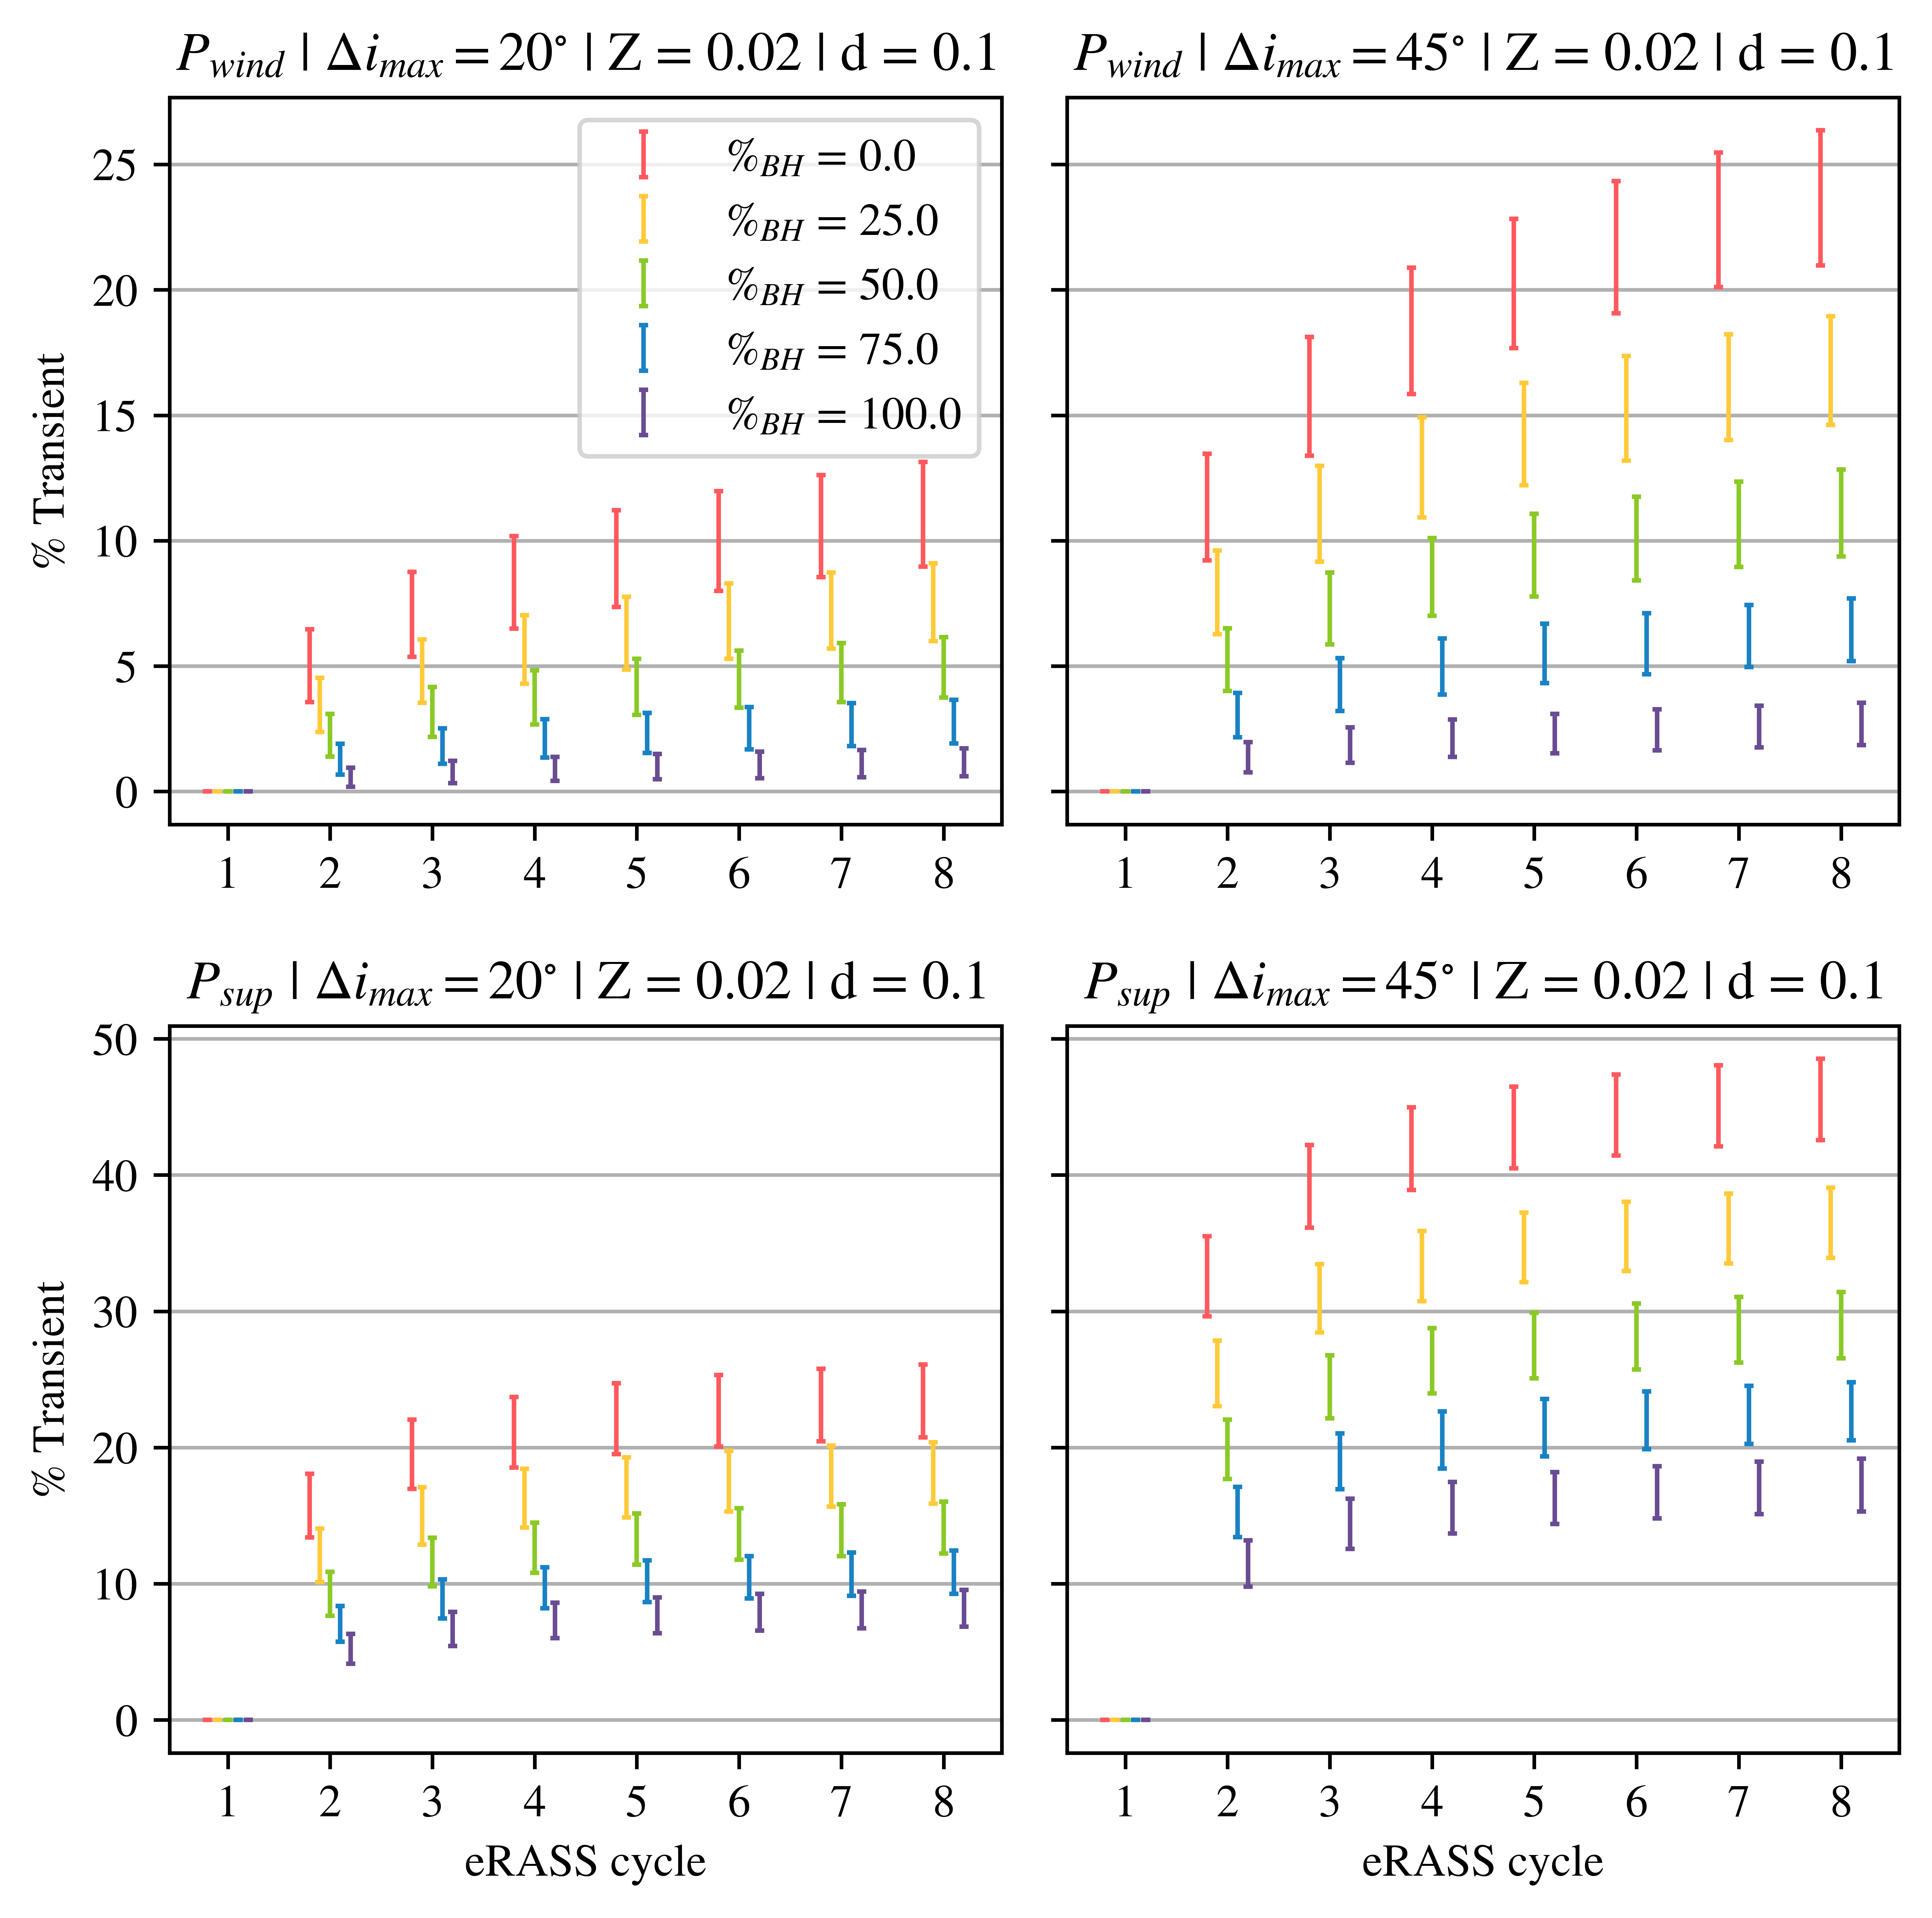 P_wind | Δi_max = 20° | Z = 0.02 | d = 0.1
P_wind | Δi_max = 45° | Z = 0.02 | d = 0.1
%_BH = 0.0
%_BH = 25.0
%_BH = 50.0
%_BH = 75.0
%_BH = 100.0
% Transient
25
20
15
10
5
0
1 2 3 4 5 6 7 8
1 2 3 4 5 6 7 8
P_sup | Δi_max = 20° | Z = 0.02 | d = 0.1
P_sup | Δi_max = 45° | Z = 0.02 | d = 0.1
% Transient
50
40
30
20
10
0
1 2 3 4 5 6 7 8
1 2 3 4 5 6 7 8
eRASS cycle
eRASS cycle